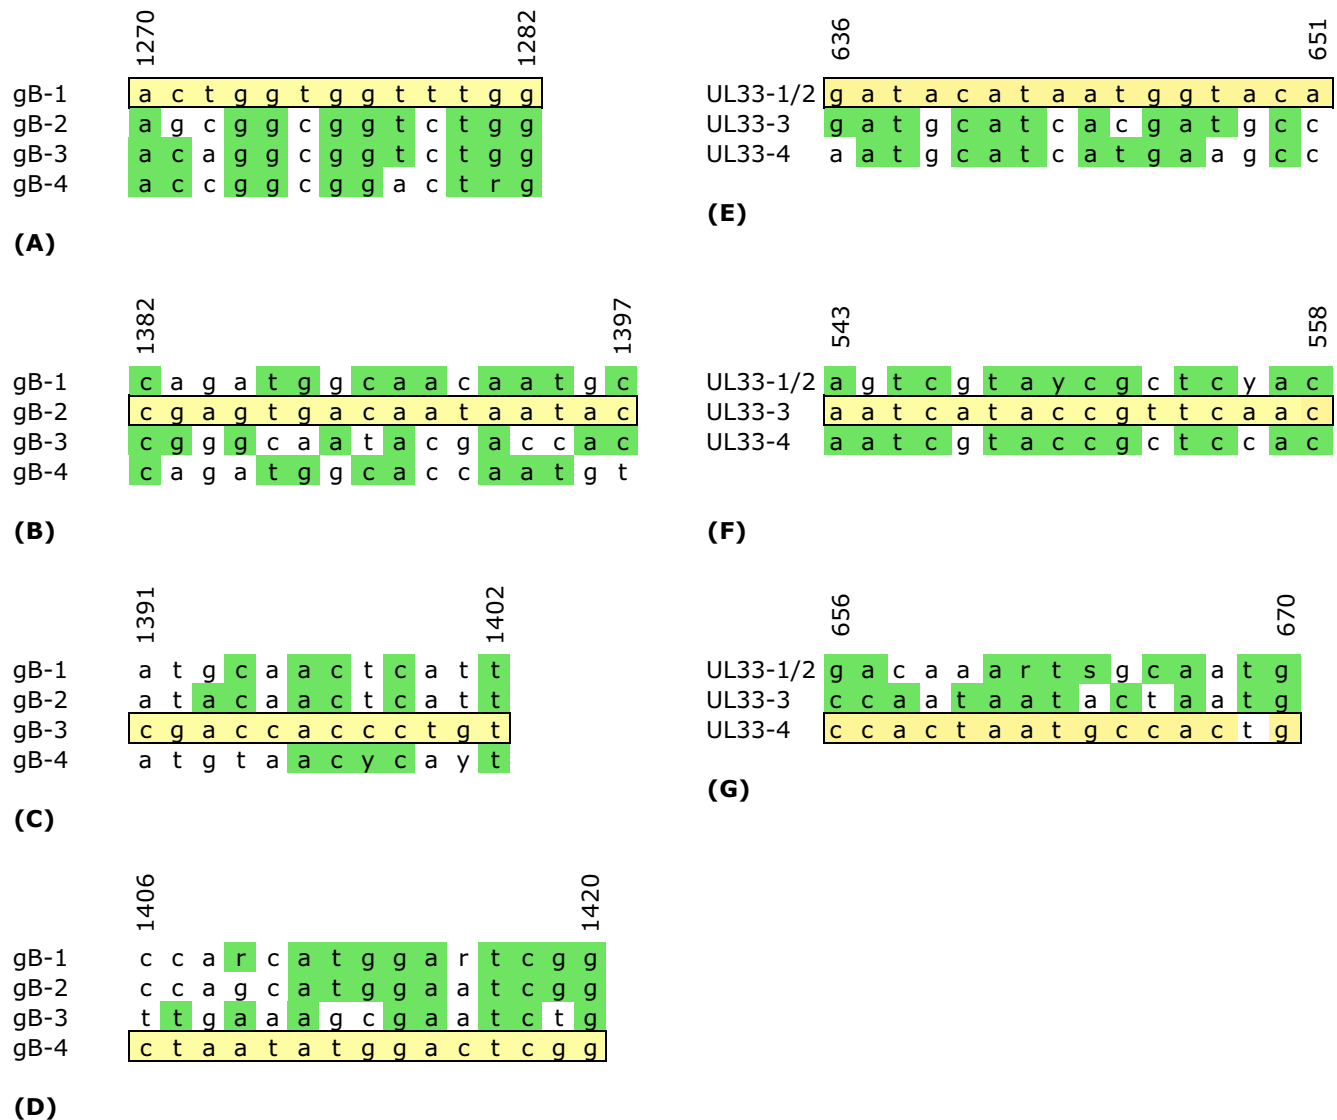 1270 1282
gB-1 a c t g g t g g t t t g g
gB-2 a g c g g c g g t c t g g
gB-3 a c a g g c g g t c t g g
gB-4 a c c g g c g g a c t r g
(A)
1382 1397
gB-1 c a g a t g g c a a c a a t g c
gB-2 c g a g t g a c a a t a a t a c
gB-3 c g g g c a a t a c g a c c a c
gB-4 c a g a t g g c a c c a a t g t
(B)
1391 1402
gB-1 a t g c a a c t c a t t
gB-2 a t a c a a c t c a t t
gB-3 c g a c c a c c c t g t
gB-4 a t g t a a c y c a y t
(C)
1406 1420
gB-1 c c a r c a t g g a r t c g g
gB-2 c c a g c a t g g a a t c g g
gB-3 t t g a a a g c g a a t c t g
gB-4 c t a a t a t g g a c t c g g
(D)
636 651
UL33-1/2 g a t a c a t a a t g g t a c a
UL33-3 g a t g c a t c a c g a t g c c
UL33-4 a a t g c a t c a t g a a g c c
(E)
543 558
UL33-1/2 a g t c g t a y c g c t c y a c
UL33-3 a a t c a t a c c g t t c a a c
UL33-4 a a t c g t a c c g c t c c a c
(F)
656 670
UL33-1/2 g a c a a a r t s g c a a t g
UL33-3 c c a a t a a t a c t a a t g
UL33-4 c c a c t a a t g c c a c t g
(G)